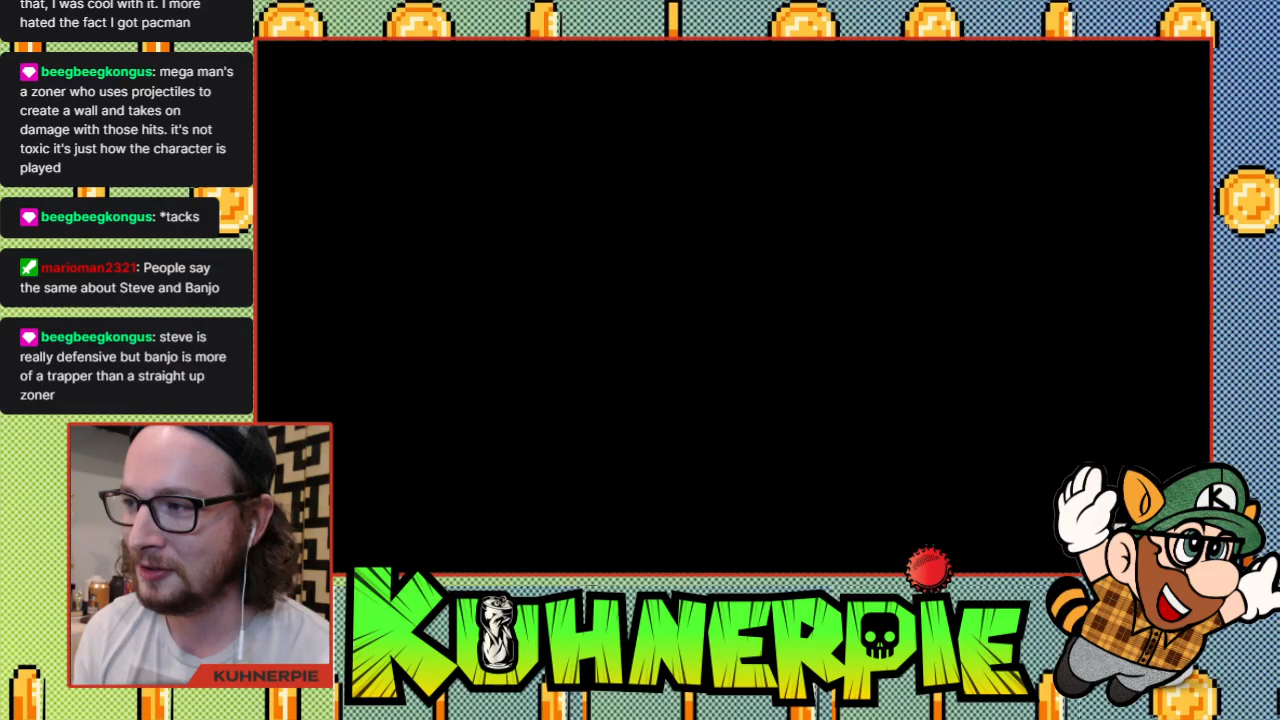 that, I was cool with it. I more
hated the fact I got pacman
beegbeegkongus: mega man's
a zoner who uses projectiles to
create a wall and takes on
damage with those hits. it's not
toxic it's just how the character is
played
beegbeegkongus: *tacks
marioman2321: People say
the same about Steve and Banjo
beegbeegkongus: steve is
really defensive but banjo is more
of a trapper than a straight up
zoner
KUHNERPIE
KUHNERPIE
K